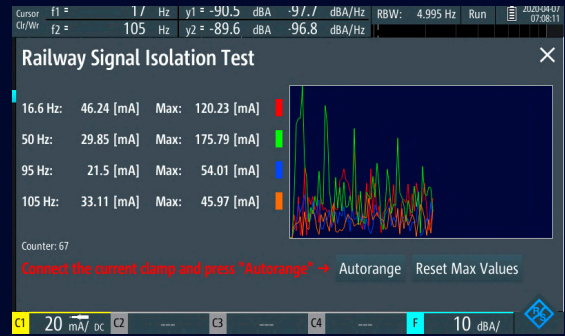 Cursor f1 = 17 Hz y1 = -90.5 dBA -97.7 dBA/Hz RBW: 4.995 Hz Run 2020-04-07
Clr/Wr f2 = 105 Hz y2 = -89.6 dBA -96.8 dBA/Hz 07:08:11
Railway Signal Isolation Test
16.6 Hz: 46.24 [mA] Max: 120.23 [mA]
50 Hz: 29.85 [mA] Max: 175.79 [mA]
95 Hz: 21.5 [mA] Max: 54.01 [mA]
105 Hz: 33.11 [mA] Max: 45.97 [mA]
Counter: 67
Connect the current clamp and press "Autorange" → Autorange Reset Max Values
C1 20 mA/ DC C2 --- C3 --- C4 --- F 10 dBA/ R&S